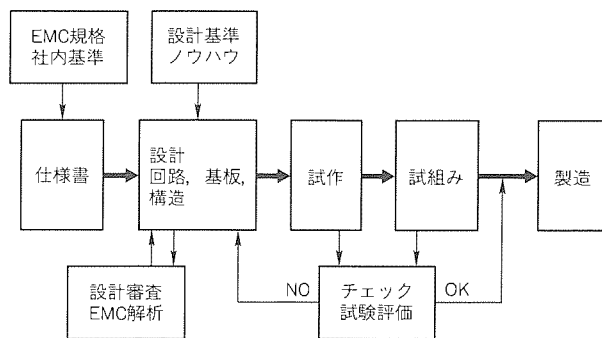 EMC規格
社内基準
設計基準
ノウハウ
仕様書
設計
回路，基板，
構造
試作
試組み
製造
設計審査
EMC解析
NO
チェック
試験評価
OK